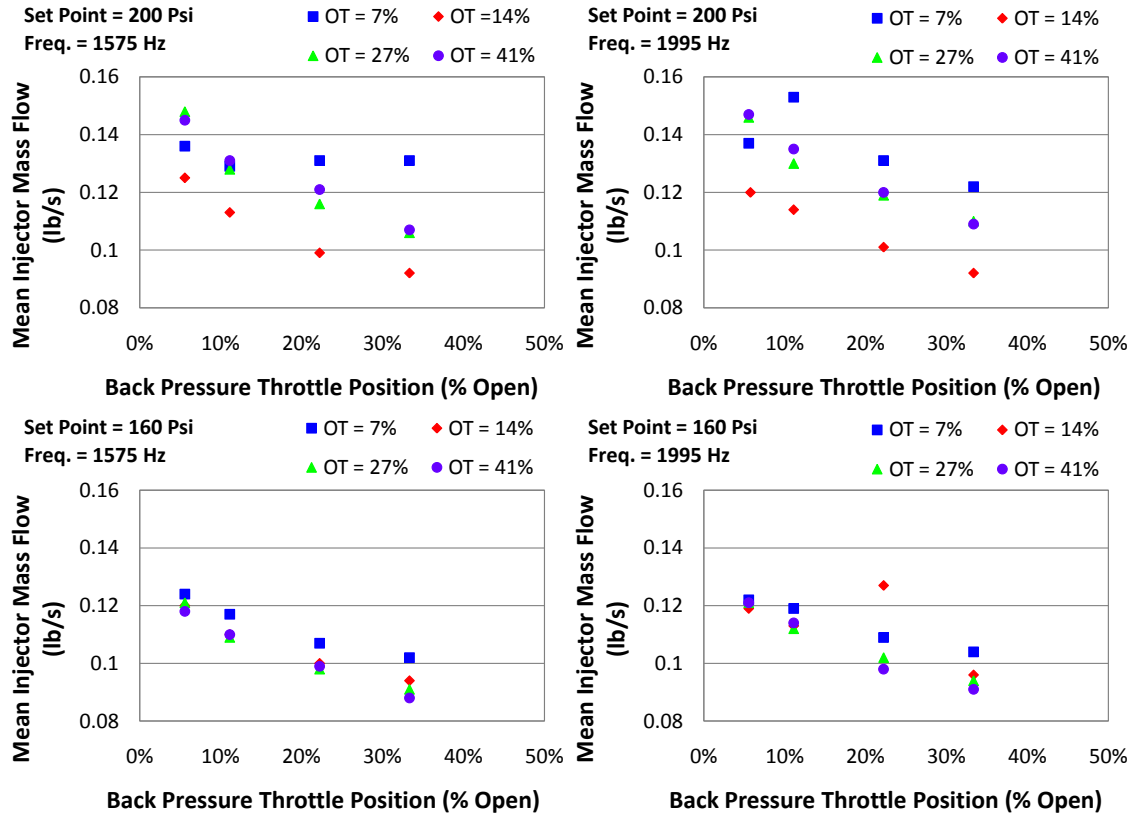 Set Point = 200 Psi
Freq. = 1575 Hz
OT = 7%
OT =14%
OT = 27%
OT = 41%
Mean Injector Mass Flow
(lb/s)
0.16
0.14
0.12
0.1
0.08
0%
10%
20%
30%
40%
50%
Back Pressure Throttle Position (% Open)
Set Point = 200 Psi
Freq. = 1995 Hz
OT = 7%
OT = 14%
OT = 27%
OT = 41%
Mean Injector Mass Flow
(lb/s)
0.16
0.14
0.12
0.1
0.08
0%
10%
20%
30%
40%
50%
Back Pressure Throttle Position (% Open)
Set Point = 160 Psi
Freq. = 1575 Hz
OT = 7%
OT = 14%
OT = 27%
OT = 41%
Mean Injector Mass Flow
(lb/s)
0.16
0.14
0.12
0.1
0.08
0%
10%
20%
30%
40%
50%
Back Pressure Throttle Position (% Open)
Set Point = 160 Psi
Freq. = 1995 Hz
OT = 7%
OT = 14%
OT = 27%
OT = 41%
Mean Injector Mass Flow
(lb/s)
0.16
0.14
0.12
0.1
0.08
0%
10%
20%
30%
40%
50%
Back Pressure Throttle Position (% Open)